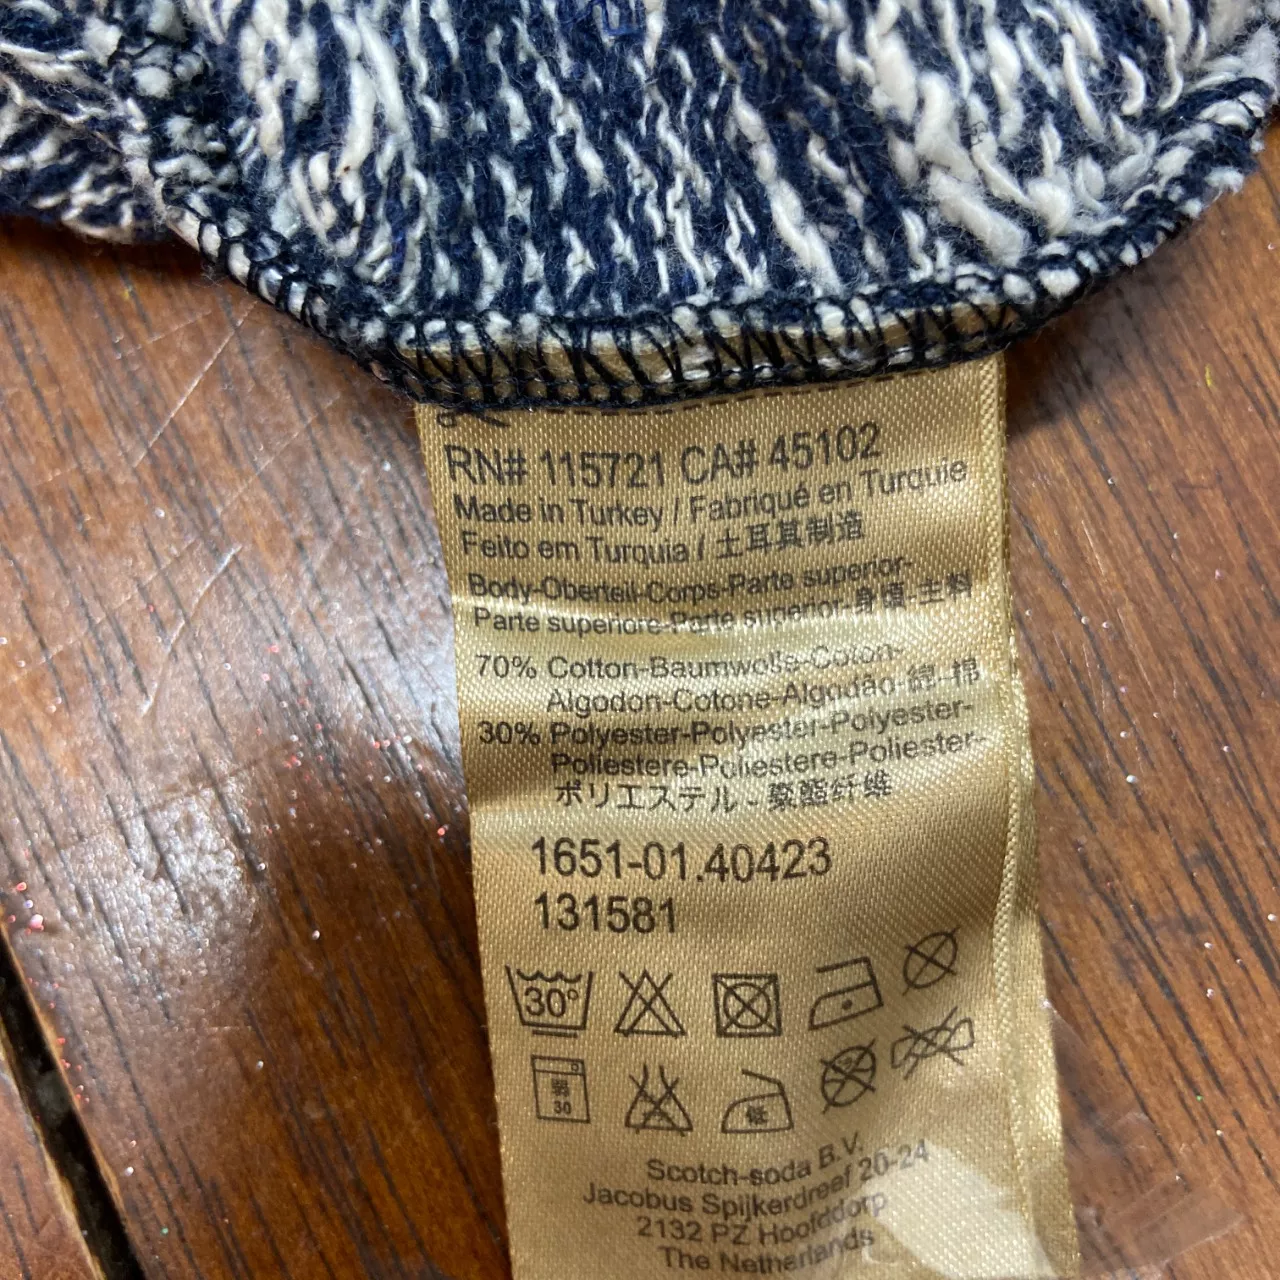 RN# 115721 CA# 45102
Made in Turkey / Fabriqué en Turquie
Feito em Turquia / 土耳其制造
Body-Oberteil-Corps-Parte superior-
Parte superiore-Parte superior-身頃-主料
70% Cotton-Baumwolle-Coton-
Algodon-Cotone-Algodão-綿-棉
30% Polyester-Polyester-Polyester-
Poliestere-Poliestere-Poliester-
ポリエステル - 聚酯纤维
1651-01.40423
131581
30°
弱
30
低
Scotch-soda B.V.
Jacobus Spijkerdreef 20-24
2132 PZ Hoofddorp
The Netherlands